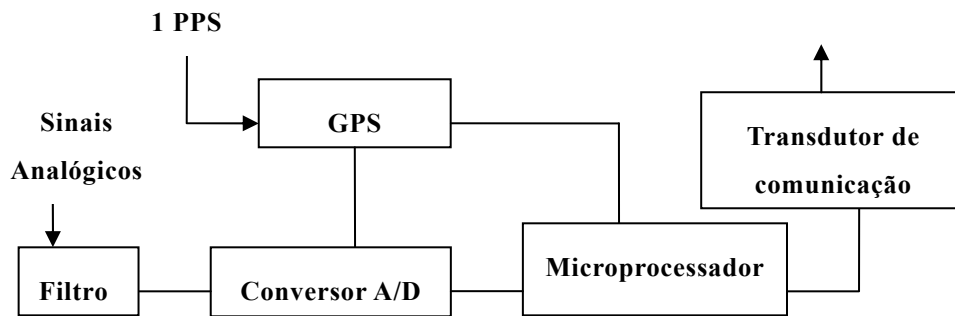 1 PPS
GPS
Sinais
Analógicos
Transdutor de
comunicação
Filtro
Conversor A/D
Microprocessador